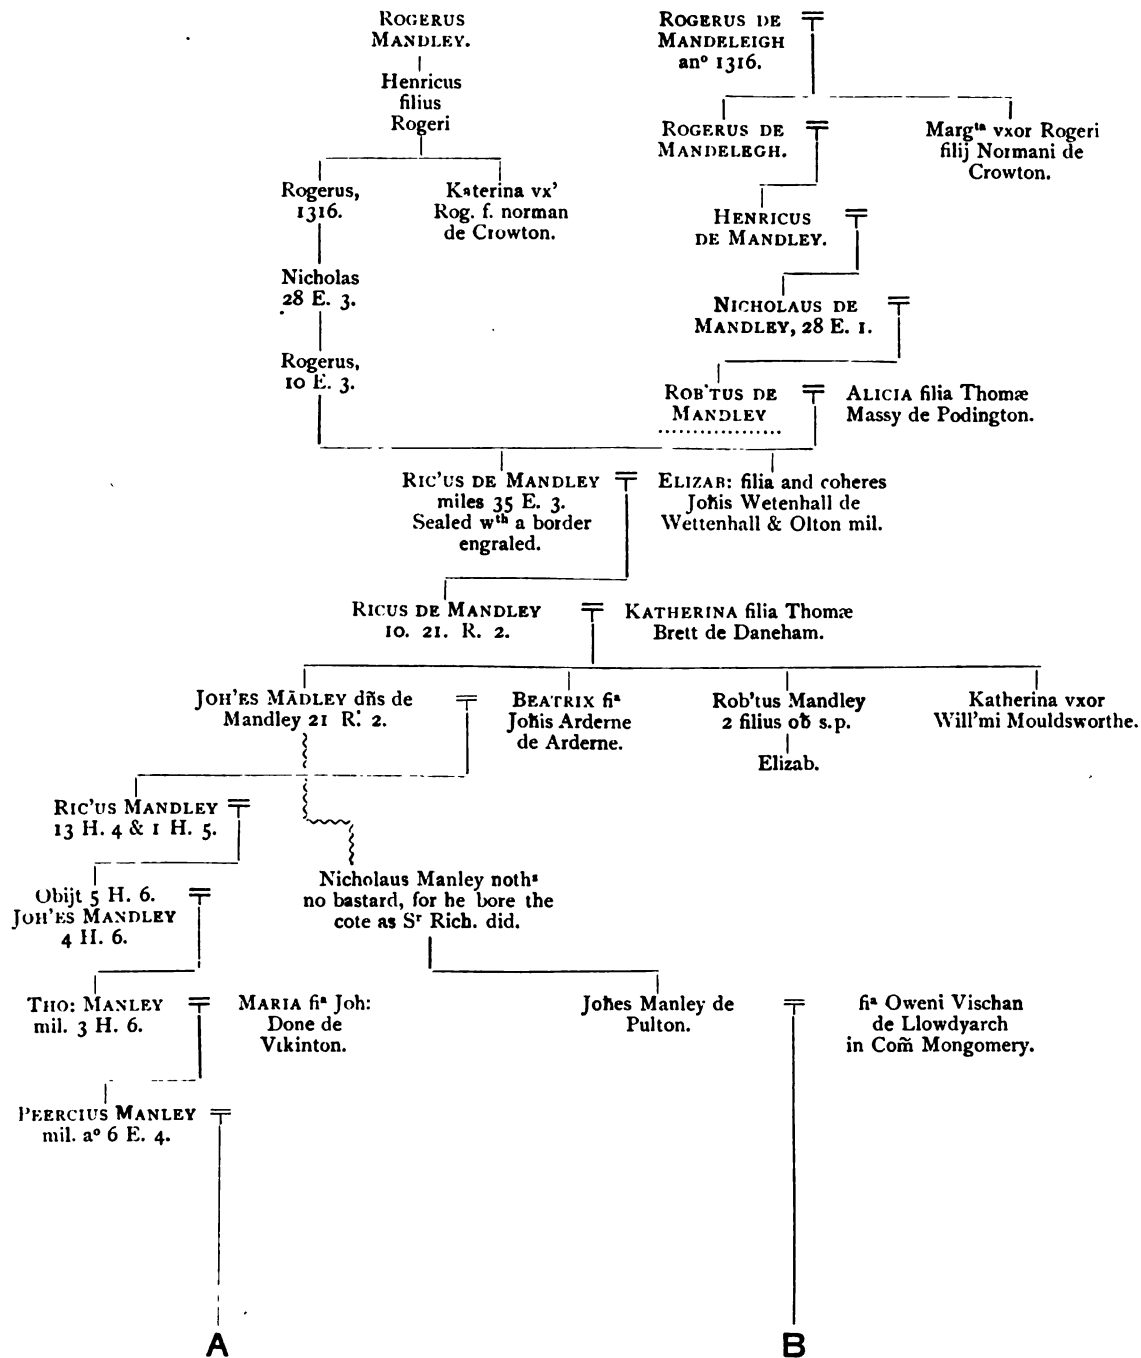 ROGERUS
MANDLEY.
Henricus
filius
Rogeri
Rogerus,
1316.
Katerina vx'
Rog. f. norman
de Crowton.
Nicholas
28 E. 3.
Rogerus,
10 E. 3.
ROGERUS DE
MANDELEIGH
anº 1316.
ROGERUS DE
MANDELEGH.
Margᵗᵃ vxor Rogeri
filij Normani de
Crowton.
HENRICUS
DE MANDLEY.
NICHOLAUS DE
MANDLEY, 28 E. 1.
ROB'TUS DE
MANDLEY
ALICIA filia Thomæ
Massy de Podington.
RIC'US DE MANDLEY
miles 35 E. 3.
Sealed wᵗʰ a border
engraled.
ELIZAB: filia and coheres
Joħis Wetenhall de
Wettenhall & Olton mil.
RICUS DE MANDLEY
10. 21. R. 2.
KATHERINA filia Thomæ
Brett de Daneham.
JOH'ES MĀDLEY dñs de
Mandley 21 R. 2.
BEATRIX fiᵃ
Joħis Arderne
de Arderne.
Rob'tus Mandley
2 filius oƀ s.p.
Elizab.
Katherina vxor
Will'mi Mouldsworthe.
RIC'US MANDLEY
13 H. 4 & 1 H. 5.
Obijt 5 H. 6.
JOH'ES MANDLEY
4 H. 6.
Nicholaus Manley nothˢ
no bastard, for he bore the
cote as Sʳ Rich. did.
THO: MANLEY
mil. 3 H. 6.
MARIA fiᵃ Joh:
Done de
Vtkinton.
Joħes Manley de
Pulton.
fiᵃ Oweni Vischan
de Llowdyarch
in Com̃ Mongomery.
PEERCIUS MANLEY
mil. aº 6 E. 4.
A
B